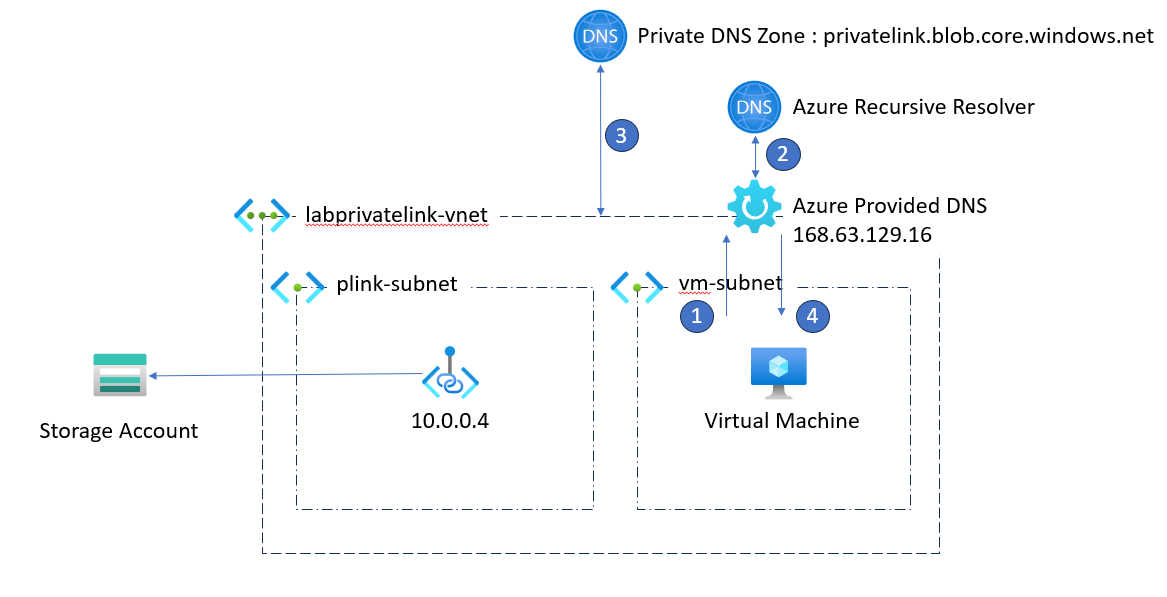 DNS
Private DNS Zone : privatelink.blob.core.windows.net
DNS
Azure Recursive Resolver
3
2
labprivatelink-vnet
Azure Provided DNS
168.63.129.16
plink-subnet
vm-subnet
1
4
10.0.0.4
Virtual Machine
Storage Account